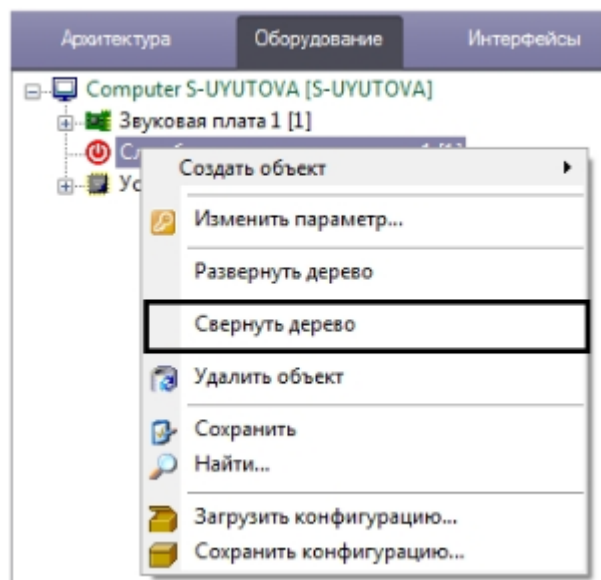 Архитектура Оборудование Интерфейсы
Computer S-UYUTOVA [S-UYUTOVA]
Звуковая плата 1 [1]
Создать объект
Изменить параметр...
Развернуть дерево
Свернуть дерево
Удалить объект
Сохранить
Найти...
Загрузить конфигурацию...
Сохранить конфигурацию...